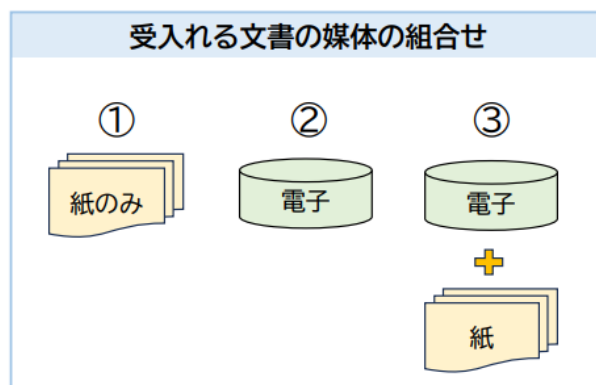 受入れる文書の媒体の組合せ
①
②
③
紙のみ
電子
電子
紙